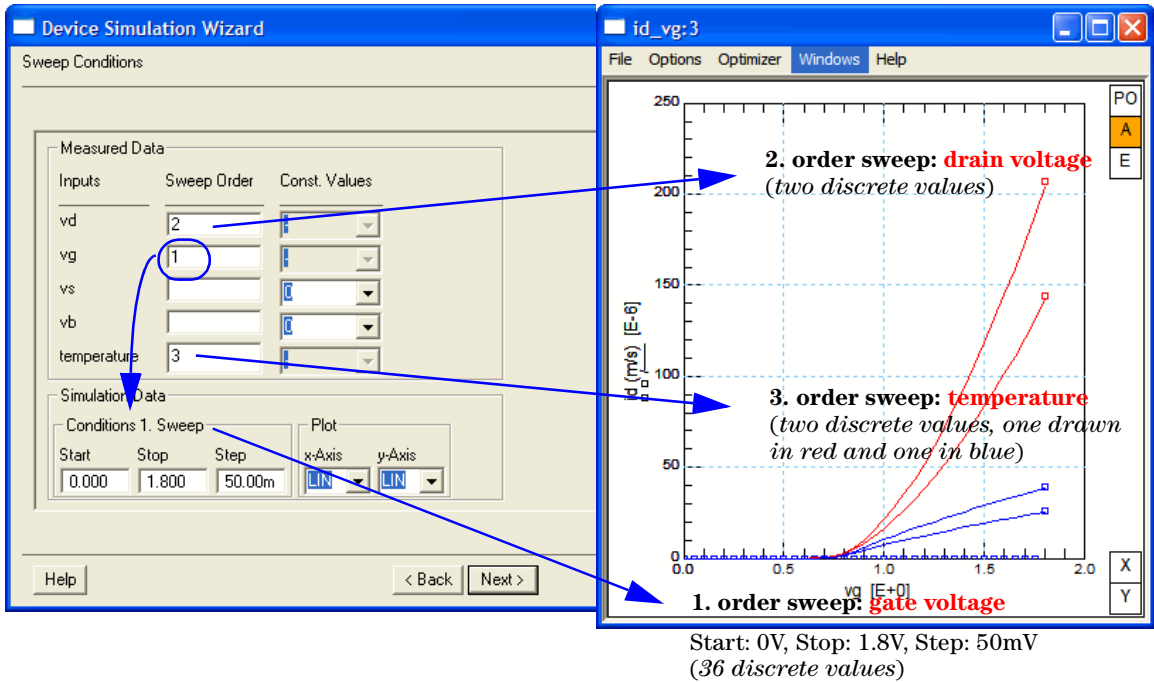 Device Simulation Wizard
Sweep Conditions
Measured Data
Inputs Sweep Order Const. Values
vd 2 -
vg 1 -
vs 0
vb 0
temperature 3 -
Simulation Data
Conditions 1. Sweep
Start Stop Step
0.000 1.800 50.00m
Plot
x-Axis y-Axis
LIN LIN
Help < Back Next >
id_vg:3
File Options Optimizer Windows Help
PO
A
E
250
200
150
100
50
0
id (m/s) [E-6]
0.0 0.5 1.0 1.5 2.0
vg [E+0]
X
Y
2. order sweep: drain voltage
(two discrete values)
3. order sweep: temperature
(two discrete values, one drawn
in red and one in blue)
1. order sweep: gate voltage
Start: 0V, Stop: 1.8V, Step: 50mV
(36 discrete values)